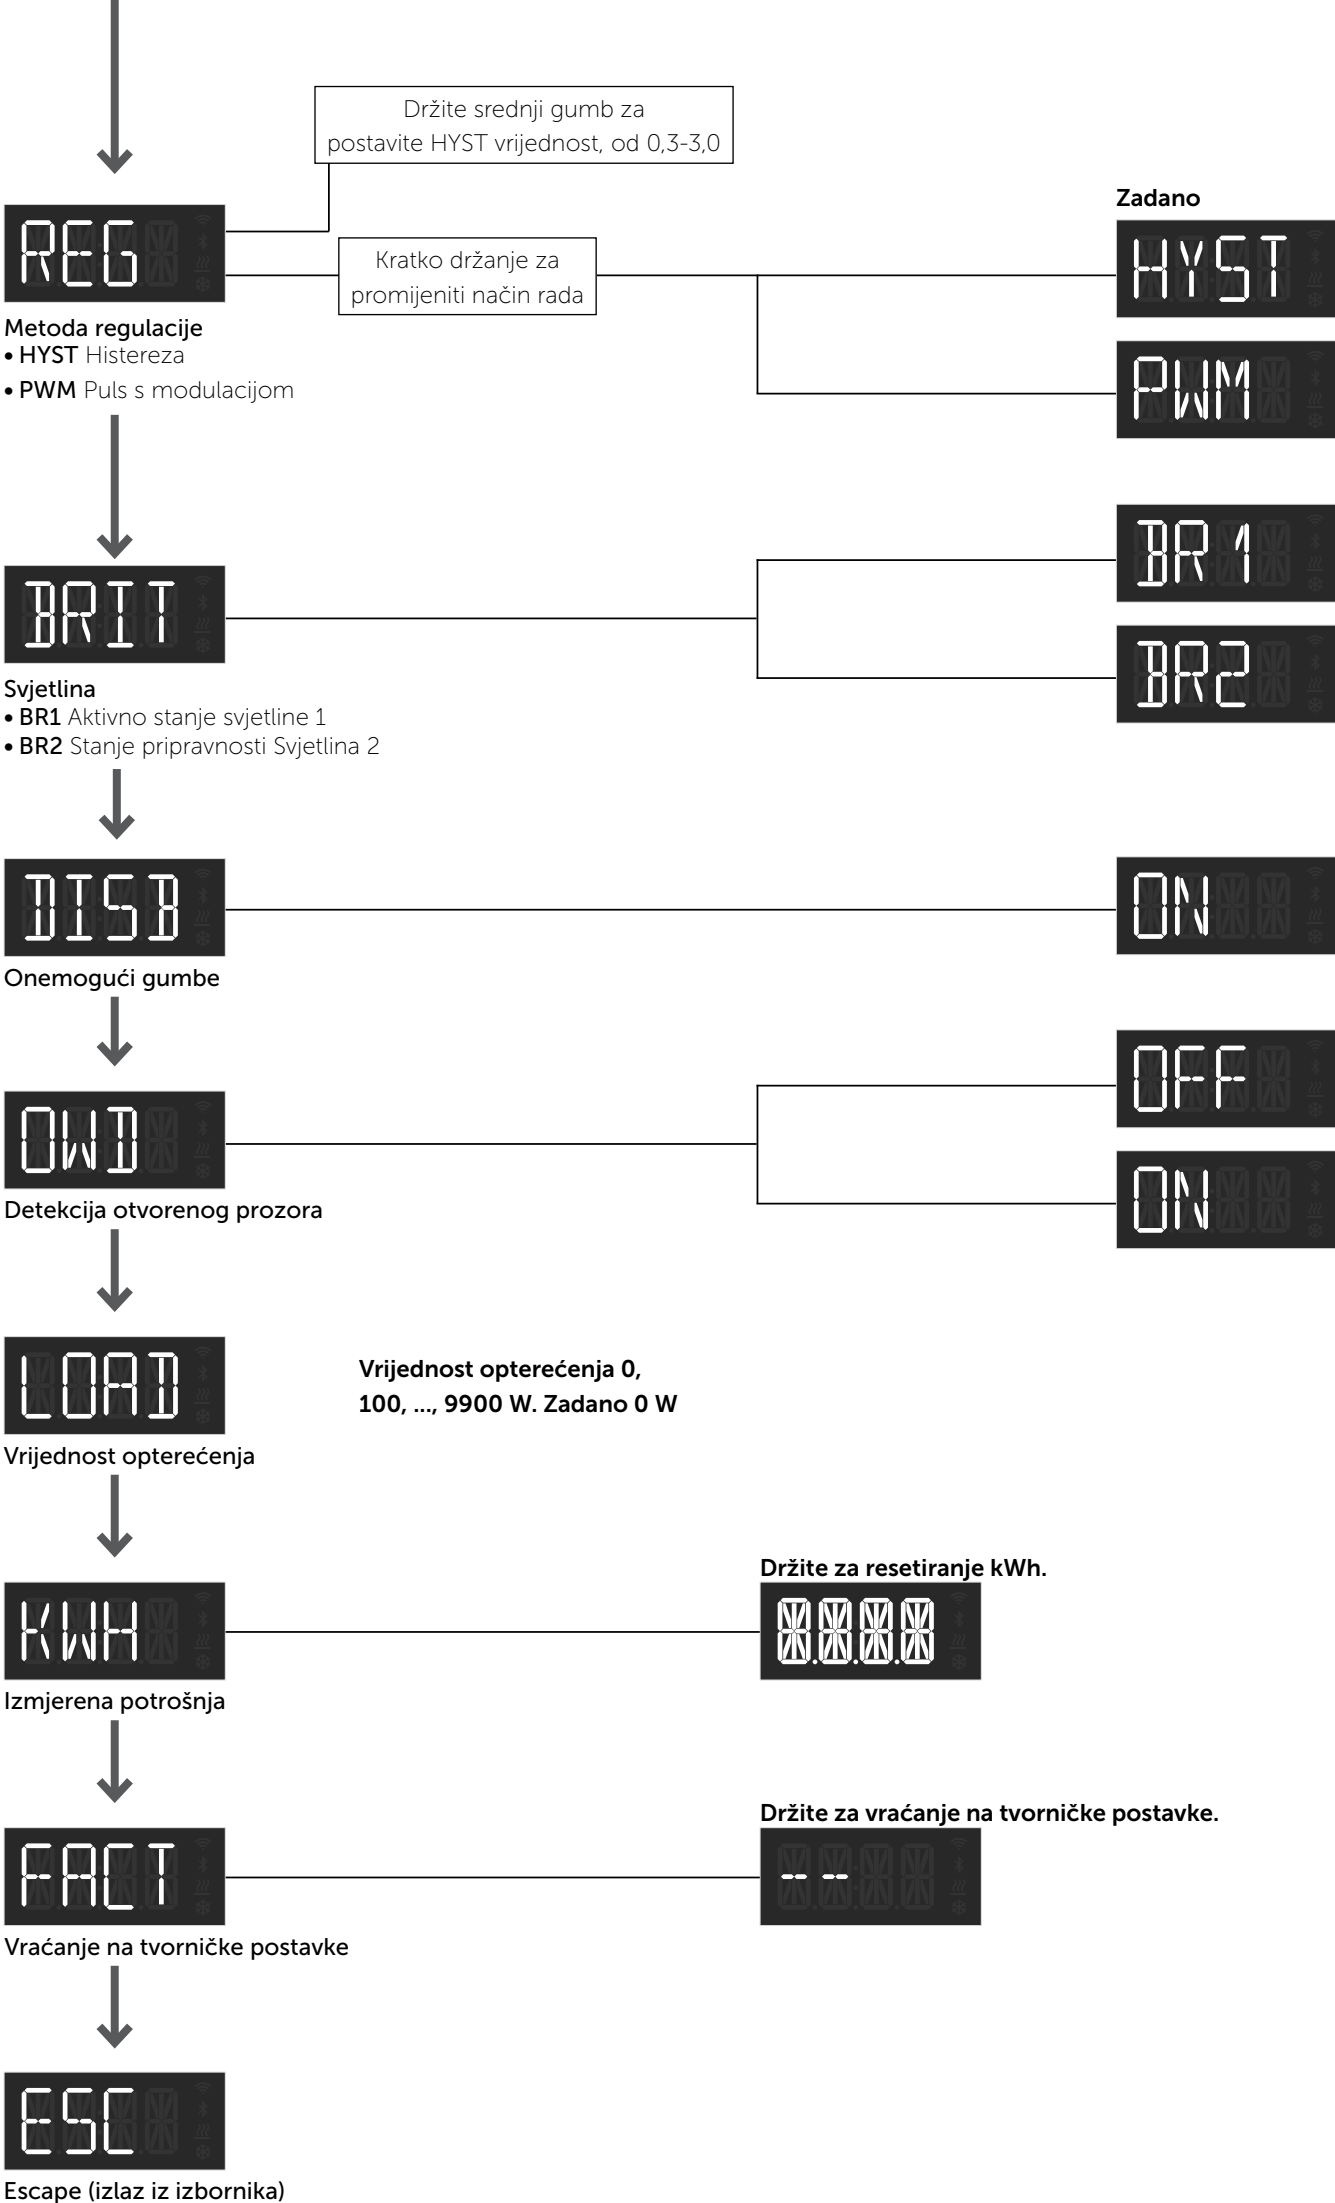 Držite srednji gumb za
postavite HYST vrijednost, od 0,3-3,0
Zadano
REG
HYST
Kratko držanje za
promijeniti način rada
Metoda regulacije
• HYST Histereza
• PWM Puls s modulacijom
PWM
BR1
BRIT
BR2
Svjetlina
• BR1 Aktivno stanje svjetline 1
• BR2 Stanje pripravnosti Svjetlina 2
DISB
ON
Onemogući gumbe
OFF
OWD
ON
Detekcija otvorenog prozora
LOAD
Vrijednost opterećenja 0,
100, ..., 9900 W. Zadano 0 W
Vrijednost opterećenja
Držite za resetiranje kWh.
KWH
Izmjerena potrošnja
Držite za vraćanje na tvorničke postavke.
FACT
--
Vraćanje na tvorničke postavke
ESC
Escape (izlaz iz izbornika)